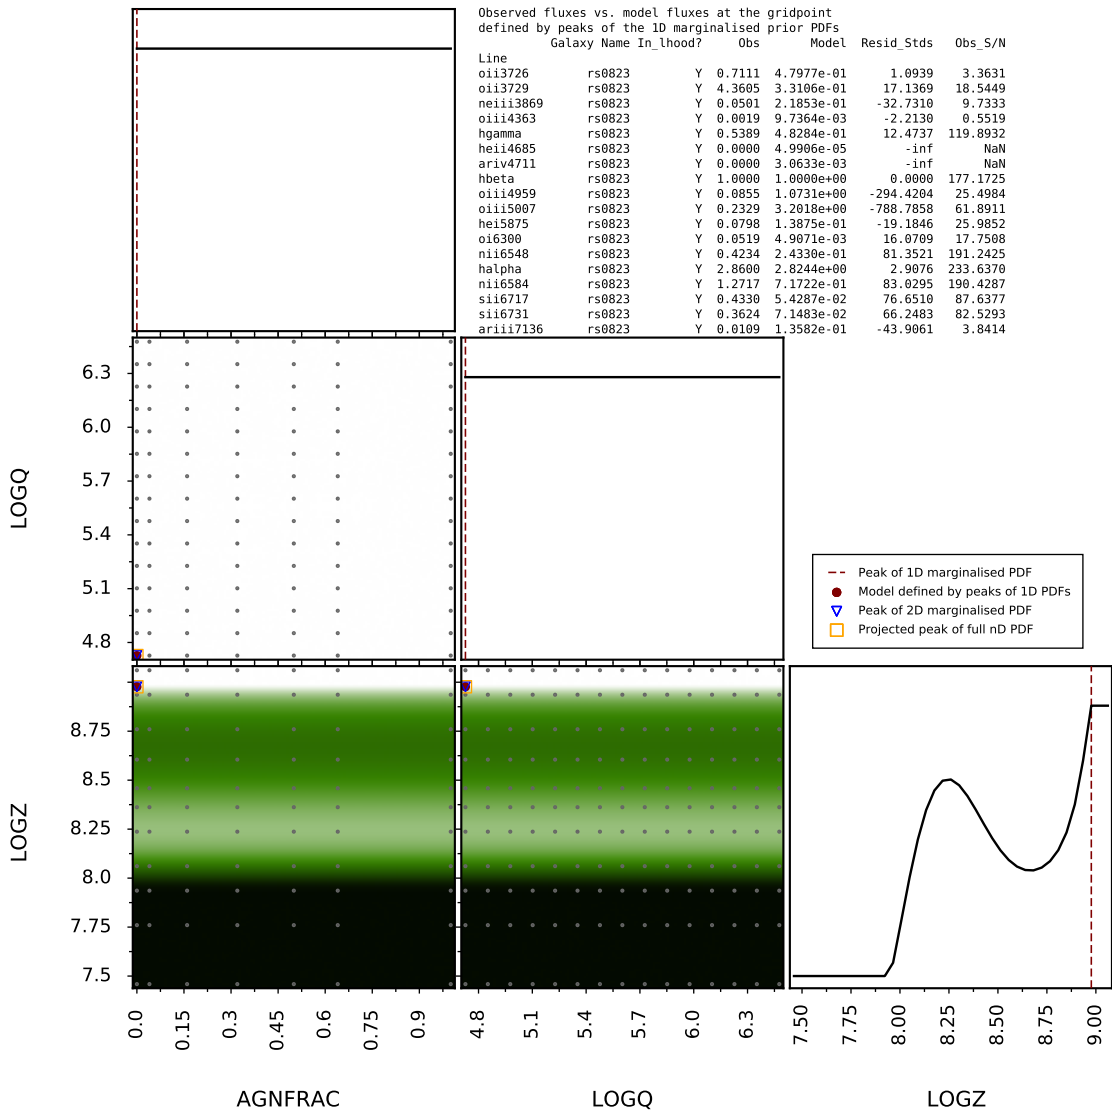 Observed fluxes vs. model fluxes at the gridpoint
defined by peaks of the 1D marginalised prior PDFs
Galaxy Name In_lhood? Obs Model Resid_Stds Obs_S/N
Line
oii3726 rs0823 Y 0.7111 4.7977e-01 1.0939 3.3631
oii3729 rs0823 Y 4.3605 3.3106e-01 17.1369 18.5449
neiii3869 rs0823 Y 0.0501 2.1853e-01 -32.7310 9.7333
oiii4363 rs0823 Y 0.0019 9.7364e-03 -2.2130 0.5519
hgamma rs0823 Y 0.5389 4.8284e-01 12.4737 119.8932
heii4685 rs0823 Y 0.0000 4.9906e-05 -inf NaN
ariv4711 rs0823 Y 0.0000 3.0633e-03 -inf NaN
hbeta rs0823 Y 1.0000 1.0000e+00 0.0000 177.1725
oiii4959 rs0823 Y 0.0855 1.0731e+00 -294.4204 25.4984
oiii5007 rs0823 Y 0.2329 3.2018e+00 -788.7858 61.8911
hei5875 rs0823 Y 0.0798 1.3875e-01 -19.1846 25.9852
oi6300 rs0823 Y 0.0519 4.9071e-03 16.0709 17.7508
nii6548 rs0823 Y 0.4234 2.4330e-01 81.3521 191.2425
halpha rs0823 Y 2.8600 2.8244e+00 2.9076 233.6370
nii6584 rs0823 Y 1.2717 7.1722e-01 83.0295 190.4287
sii6717 rs0823 Y 0.4330 5.4287e-02 76.6510 87.6377
sii6731 rs0823 Y 0.3624 7.1483e-02 66.2483 82.5293
ariii7136 rs0823 Y 0.0109 1.3582e-01 -43.9061 3.8414
6.3
6.0
5.7
5.4
5.1
4.8
LOGQ
Peak of 1D marginalised PDF
Model defined by peaks of 1D PDFs
Peak of 2D marginalised PDF
Projected peak of full nD PDF
8.75
8.5
8.25
8.0
7.75
7.5
LOGZ
0.0 0.15 0.3 0.45 0.6 0.75 0.9
4.8 5.1 5.4 5.7 6.0 6.3
7.50 7.75 8.00 8.25 8.50 8.75 9.00
AGNFRAC LOGQ LOGZ